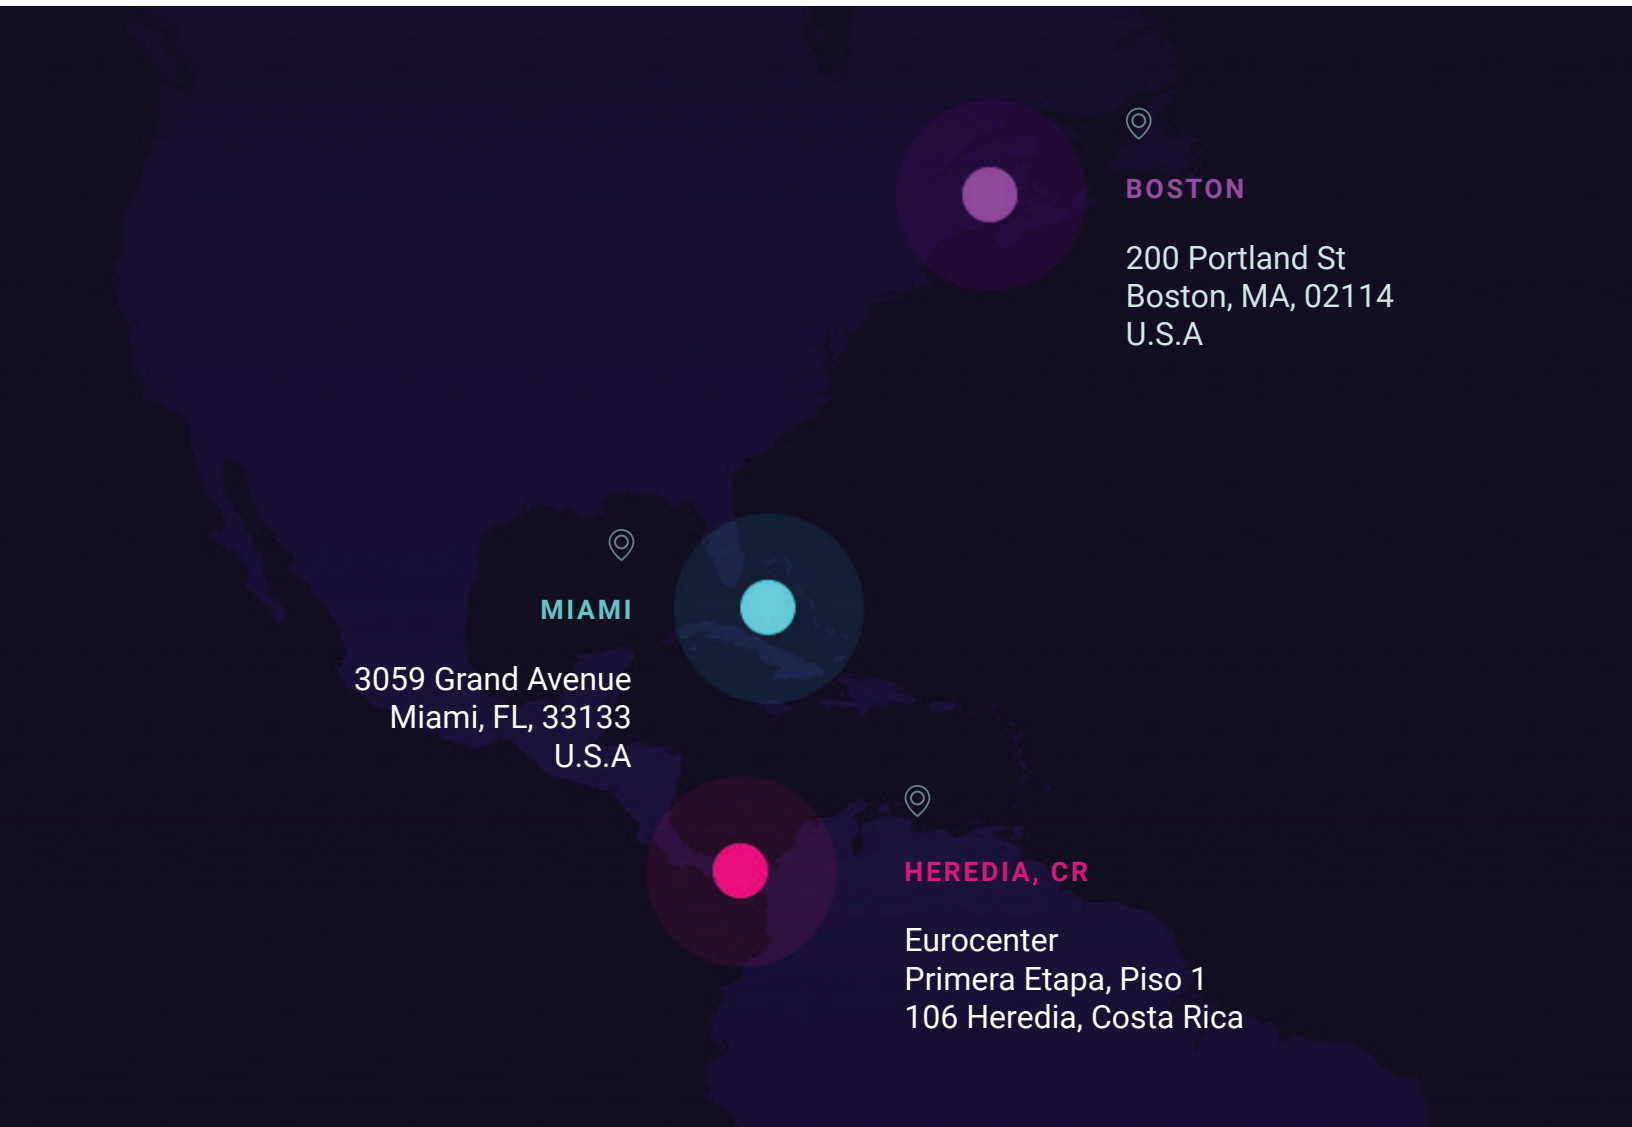 BOSTON
200 Portland St
Boston, MA, 02114
U.S.A
MIAMI
3059 Grand Avenue
Miami, FL, 33133
U.S.A
HEREDIA, CR
Eurocenter
Primera Etapa, Piso 1
106 Heredia, Costa Rica